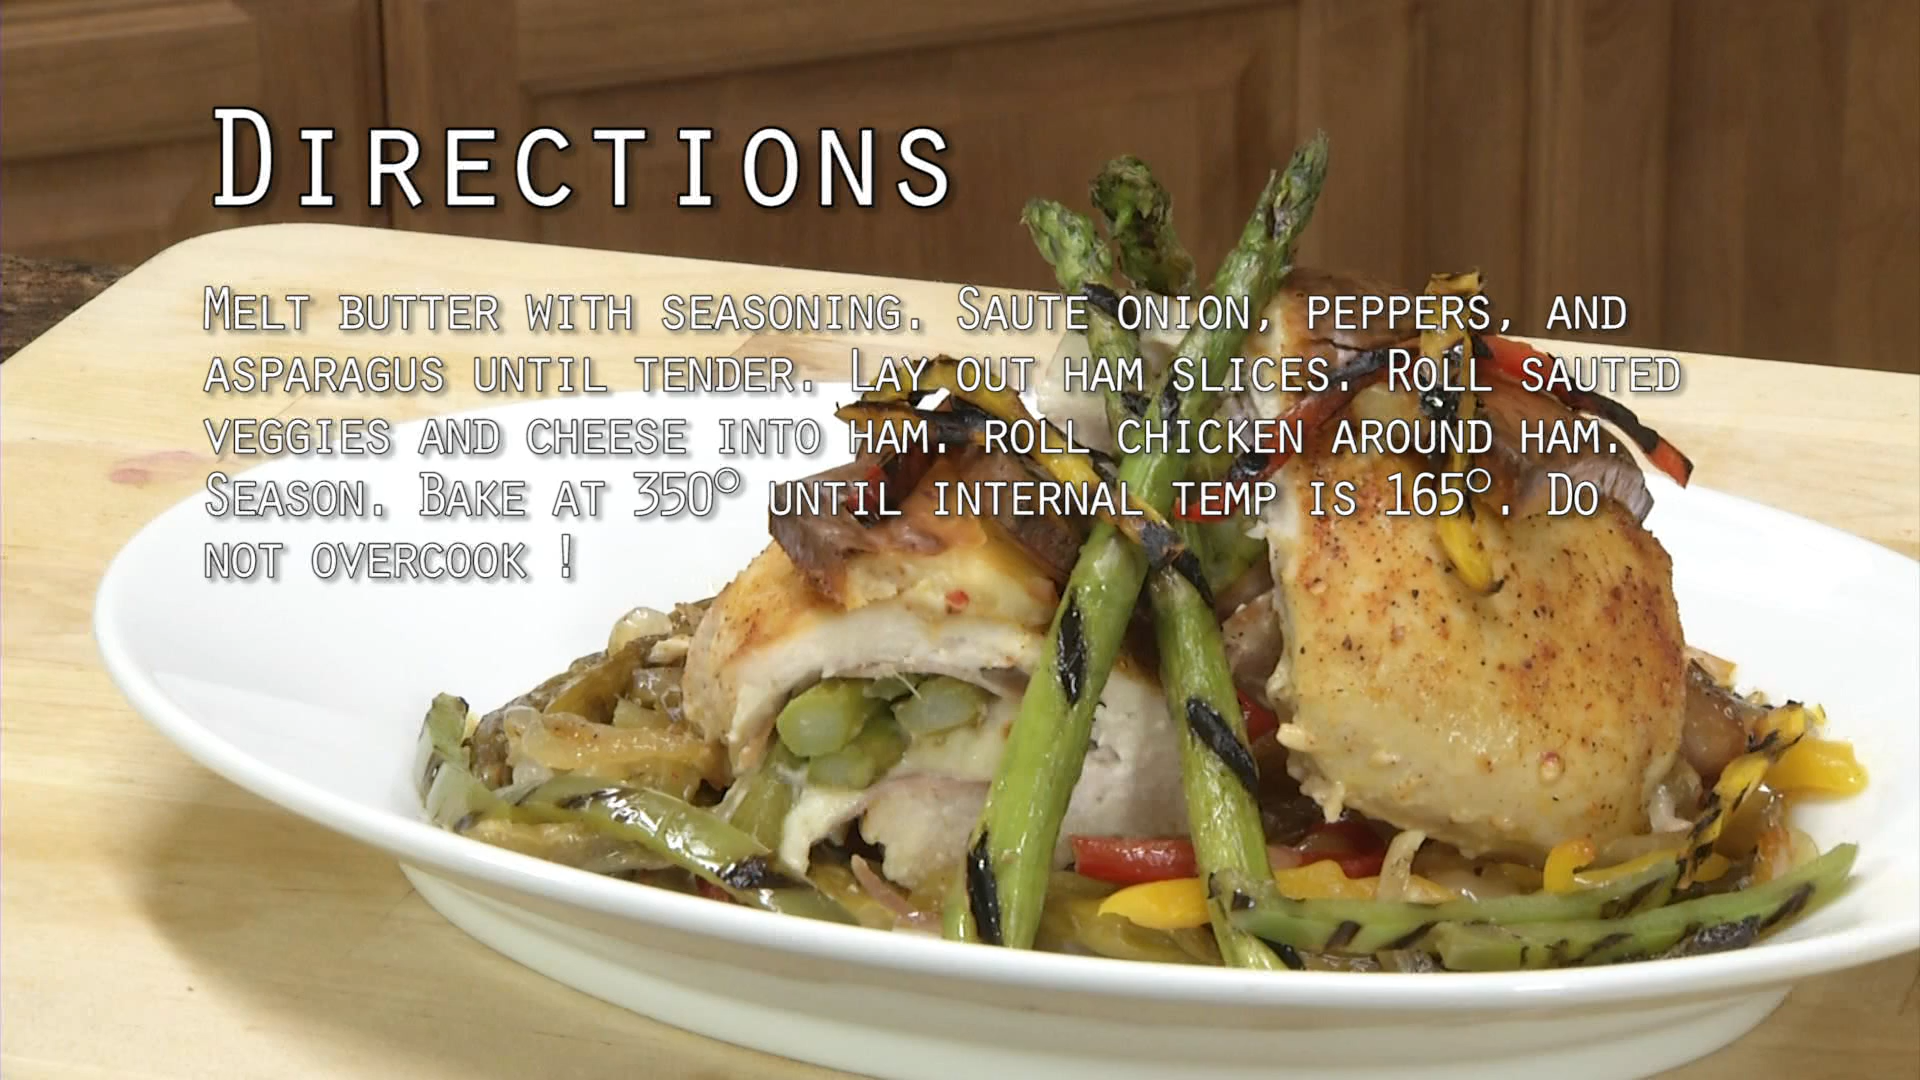 Directions
Melt butter with seasoning. Saute onion, peppers, and
asparagus until tender. Lay out ham slices. Roll sauted
veggies and cheese into ham. roll chicken around ham.
Season. Bake at 350° until internal temp is 165°. Do
not overcook !